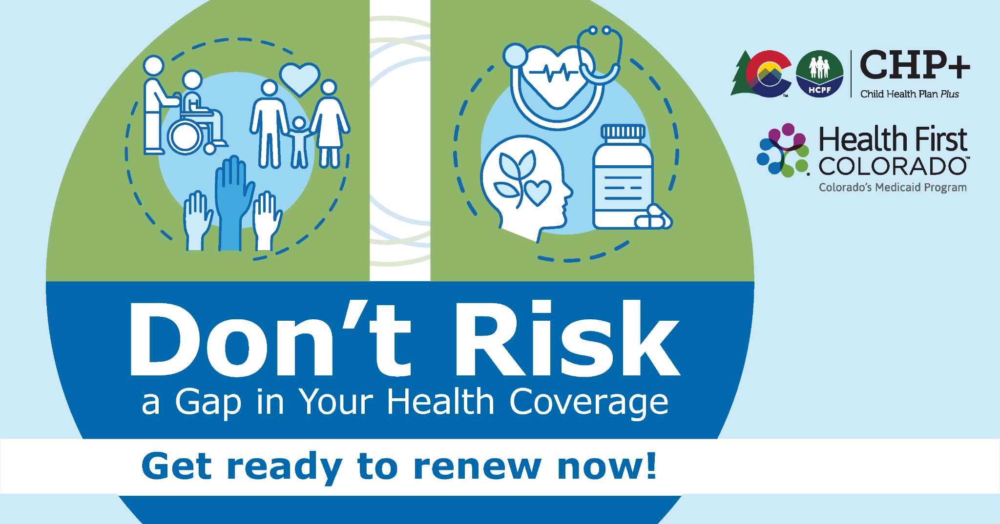 HCPF
CHP+
Child Health Plan Plus
Health First
COLORADO™
Colorado's Medicaid Program
Don't Risk
a Gap in Your Health Coverage
Get ready to renew now!